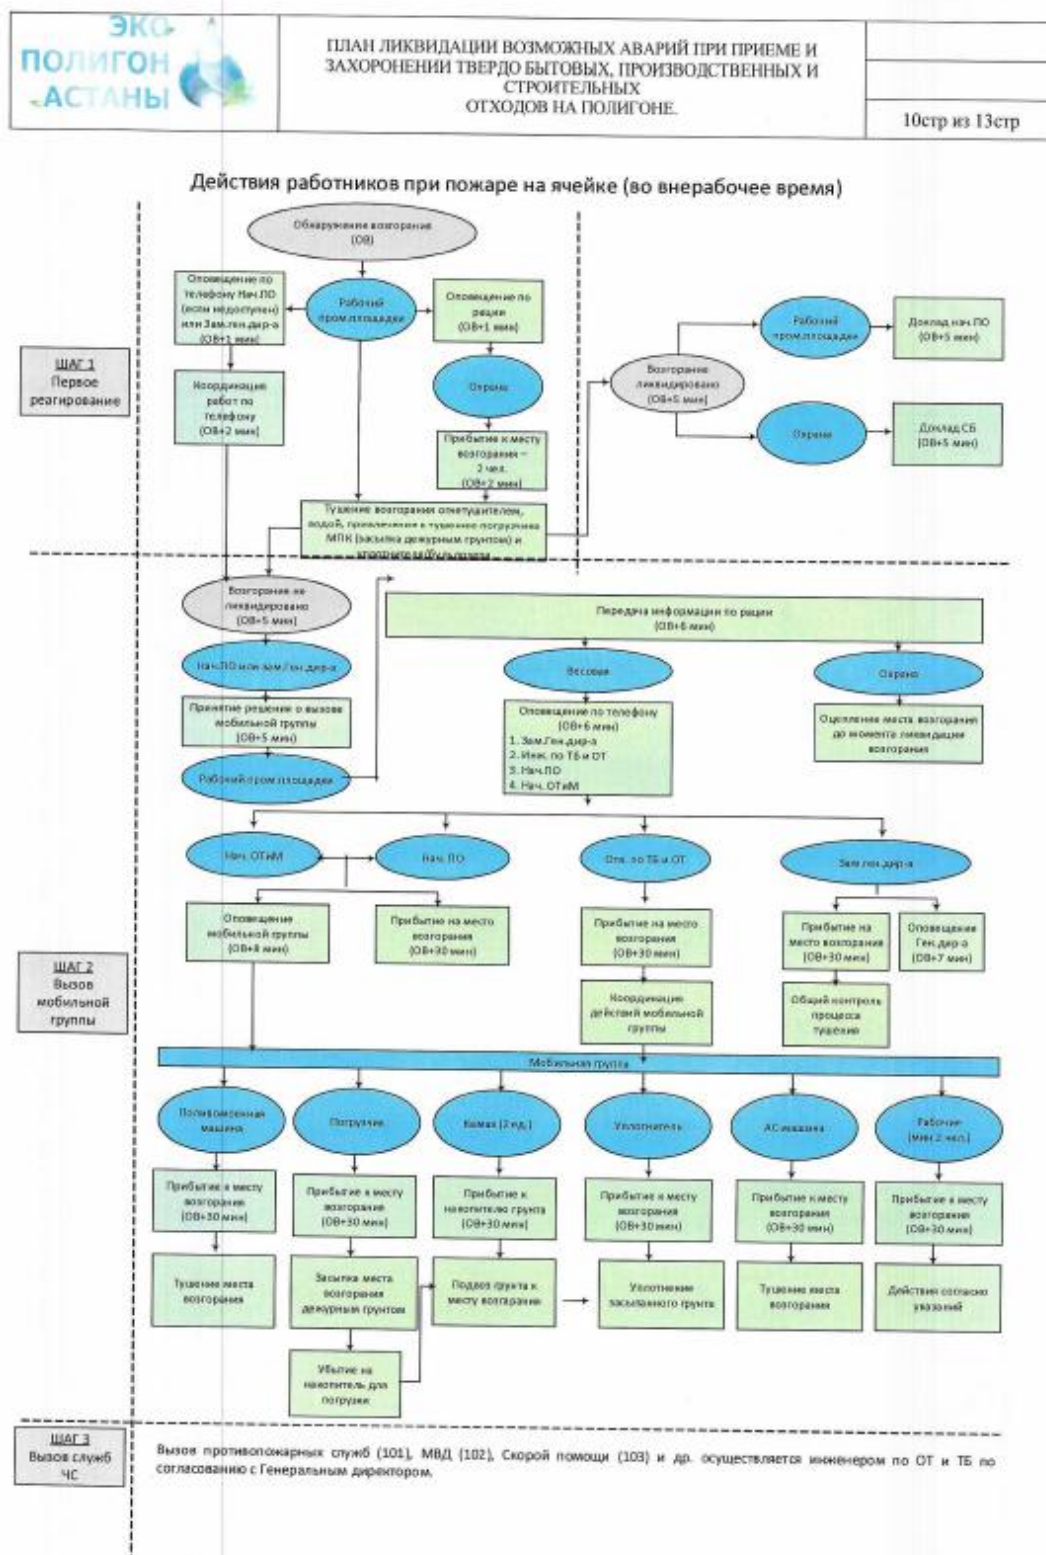 ЭКО
ПОЛИГОН
АСТАНЫ
ПЛАН ЛИКВИДАЦИИ ВОЗМОЖНЫХ АВАРИЙ ПРИ ПРИЕМЕ И
ЗАХОРОНЕНИИ ТВЕРДО БЫТОВЫХ, ПРОИЗВОДСТВЕННЫХ И
СТРОИТЕЛЬНЫХ
ОТХОДОВ НА ПОЛИГОНЕ.
10стр из 13стр
Действия работников при пожаре на ячейке (во внерабочее время)
ШАГ 1
Первое
реагирование
Обнаружение возгорания
(ОВ)
Оповещение по
телефону Нач.ПО
(если недоступен)
или Зам.ген.дир-а
(ОВ+1 мин)
Рабочий
пром.площадки
Оповещение по
рации
(ОВ+1 мин)
Координация
работ по
телефону
(ОВ+2 мин)
Охрана
Прибытие к месту
возгорания –
2 чел.
(ОВ+2 мин)
Тушение возгорания огнетушителем,
водой, привлечение к тушению погрузчика
МПК (засыпка дежурным грунтом) и
уплотнителя/бульдозера
Возгорание
ликвидировано
(ОВ+5 мин)
Рабочий
пром.площадки
Доклад нач.ПО
(ОВ+5 мин)
Охрана
Доклад СБ
(ОВ+5 мин)
ШАГ 2
Вызов
мобильной
группы
Возгорание не
ликвидировано
(ОВ+5 мин)
Нач.ПО или зам.Ген.дир-а
Принятие решения о вызове
мобильной группы
(ОВ+5 мин)
Рабочий пром.площадки
Передача информации по рации
(ОВ+6 мин)
Весовая
Оповещение по телефону
(ОВ+6 мин)
1. Зам.Ген.дир-а
2. Инж. по ТБ и ОТ
3. Нач.ПО
4. Нач. ОТиМ
Охрана
Оцепление места возгорания
до момента ликвидации
возгорания
Нач. ОТиМ
Нач. ПО
Отв. по ТБ и ОТ
Зам.ген.дир-а
Оповещение
мобильной группы
(ОВ+8 мин)
Прибытие на место
возгорания
(ОВ+30 мин)
Прибытие на место
возгорания
(ОВ+30 мин)
Прибытие на
место возгорания
(ОВ+30 мин)
Оповещение
Ген.дир-а
(ОВ+7 мин)
Координация
действий мобильной
группы
Общий контроль
процесса
тушения
Мобильная группа
Поливомоечная
машина
Погрузчик
Камаз (2 ед.)
Уплотнитель
АС машина
Рабочие
(мин 2 чел.)
Прибытие к месту
возгорания
(ОВ+30 мин)
Прибытие к месту
возгорания
(ОВ+30 мин)
Прибытие к
накопителю грунта
(ОВ+30 мин)
Прибытие к месту
возгорания
(ОВ+30 мин)
Прибытие к месту
возгорания
(ОВ+30 мин)
Прибытие к месту
возгорания
(ОВ+30 мин)
Тушение места
возгорания
Засыпка места
возгорания
дежурным грунтом
Подвоз грунта к
месту возгорания
Уплотнение
засыпанного грунта
Тушение места
возгорания
Действия согласно
указаний
Убытие на
накопитель для
погрузки
ШАГ 3
Вызов служб
ЧС
Вызов противопожарных служб (101), МВД (102), Скорой помощи (103) и др. осуществляется инженером по ОТ и ТБ по
согласованию с Генеральным директором.